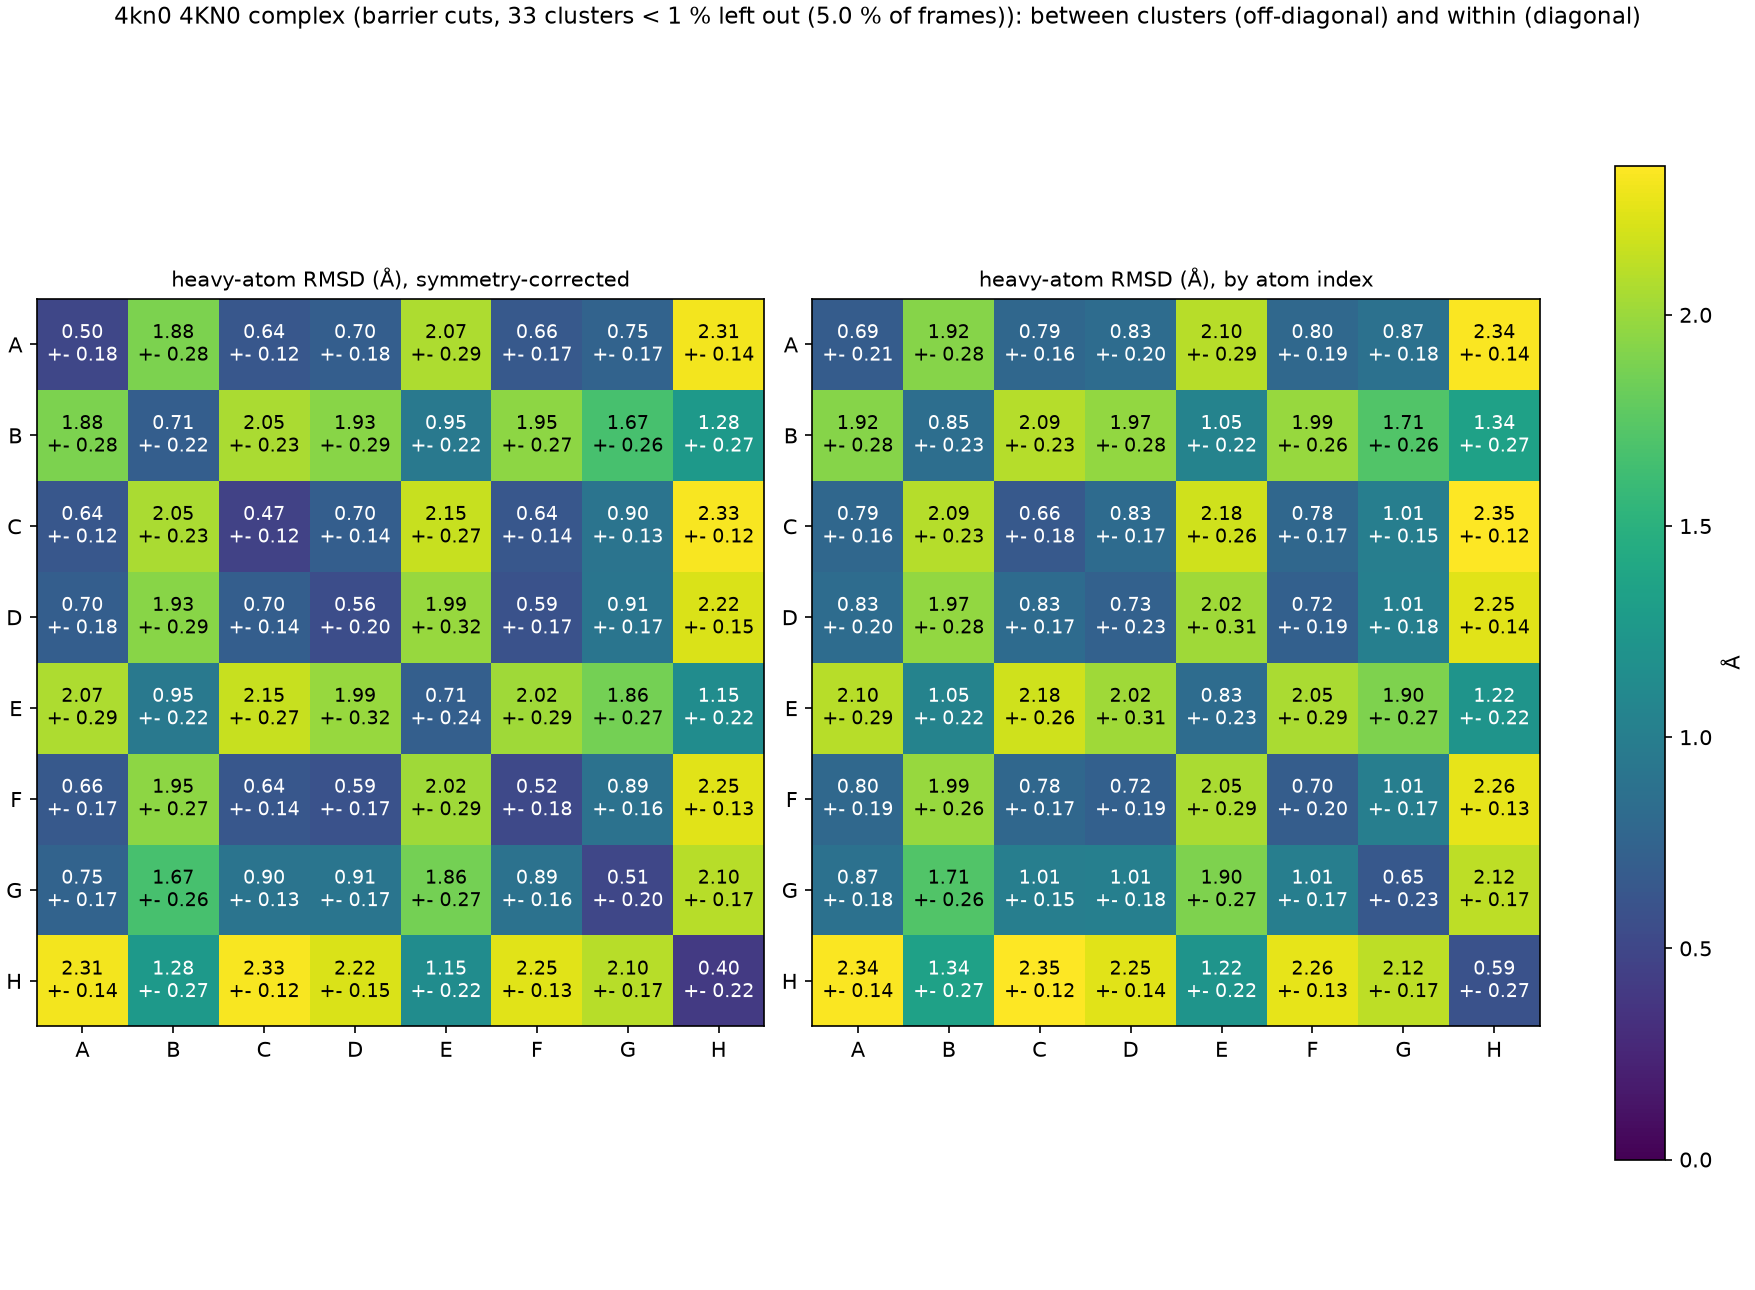 4kn0 4KN0 complex (barrier cuts, 33 clusters < 1 % left out (5.0 % of frames)): between clusters (off-diagonal) and within (diagonal)
heavy-atom RMSD (Å), symmetry-corrected
A 0.50 1.88 0.64 0.70 2.07 0.66 0.75 2.31
+- 0.18 +- 0.28 +- 0.12 +- 0.18 +- 0.29 +- 0.17 +- 0.17 +- 0.14
B 1.88 0.71 2.05 1.93 0.95 1.95 1.67 1.28
+- 0.28 +- 0.22 +- 0.23 +- 0.29 +- 0.22 +- 0.27 +- 0.26 +- 0.27
C 0.64 2.05 0.47 0.70 2.15 0.64 0.90 2.33
+- 0.12 +- 0.23 +- 0.12 +- 0.14 +- 0.27 +- 0.14 +- 0.13 +- 0.12
D 0.70 1.93 0.70 0.56 1.99 0.59 0.91 2.22
+- 0.18 +- 0.29 +- 0.14 +- 0.20 +- 0.32 +- 0.17 +- 0.17 +- 0.15
E 2.07 0.95 2.15 1.99 0.71 2.02 1.86 1.15
+- 0.29 +- 0.22 +- 0.27 +- 0.32 +- 0.24 +- 0.29 +- 0.27 +- 0.22
F 0.66 1.95 0.64 0.59 2.02 0.52 0.89 2.25
+- 0.17 +- 0.27 +- 0.14 +- 0.17 +- 0.29 +- 0.18 +- 0.16 +- 0.13
G 0.75 1.67 0.90 0.91 1.86 0.89 0.51 2.10
+- 0.17 +- 0.26 +- 0.13 +- 0.17 +- 0.27 +- 0.16 +- 0.20 +- 0.17
H 2.31 1.28 2.33 2.22 1.15 2.25 2.10 0.40
+- 0.14 +- 0.27 +- 0.12 +- 0.15 +- 0.22 +- 0.13 +- 0.17 +- 0.22
A B C D E F G H
heavy-atom RMSD (Å), by atom index
A 0.69 1.92 0.79 0.83 2.10 0.80 0.87 2.34
+- 0.21 +- 0.28 +- 0.16 +- 0.20 +- 0.29 +- 0.19 +- 0.18 +- 0.14
B 1.92 0.85 2.09 1.97 1.05 1.99 1.71 1.34
+- 0.28 +- 0.23 +- 0.23 +- 0.28 +- 0.22 +- 0.26 +- 0.26 +- 0.27
C 0.79 2.09 0.66 0.83 2.18 0.78 1.01 2.35
+- 0.16 +- 0.23 +- 0.18 +- 0.17 +- 0.26 +- 0.17 +- 0.15 +- 0.12
D 0.83 1.97 0.83 0.73 2.02 0.72 1.01 2.25
+- 0.20 +- 0.28 +- 0.17 +- 0.23 +- 0.31 +- 0.19 +- 0.18 +- 0.14
E 2.10 1.05 2.18 2.02 0.83 2.05 1.90 1.22
+- 0.29 +- 0.22 +- 0.26 +- 0.31 +- 0.23 +- 0.29 +- 0.27 +- 0.22
F 0.80 1.99 0.78 0.72 2.05 0.70 1.01 2.26
+- 0.19 +- 0.26 +- 0.17 +- 0.19 +- 0.29 +- 0.20 +- 0.17 +- 0.13
G 0.87 1.71 1.01 1.01 1.90 1.01 0.65 2.12
+- 0.18 +- 0.26 +- 0.15 +- 0.18 +- 0.27 +- 0.17 +- 0.23 +- 0.17
H 2.34 1.34 2.35 2.25 1.22 2.26 2.12 0.59
+- 0.14 +- 0.27 +- 0.12 +- 0.14 +- 0.22 +- 0.13 +- 0.17 +- 0.27
A B C D E F G H
2.0
1.5
1.0
0.5
0.0
Å